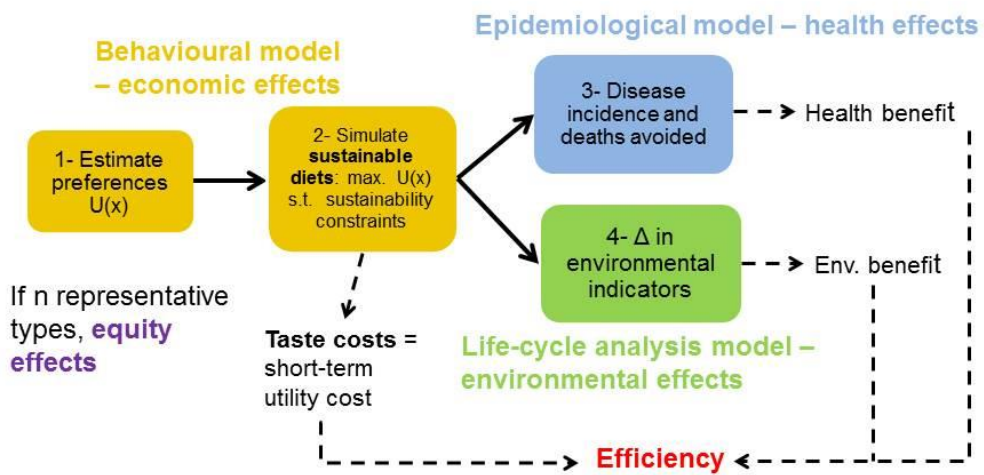 Epidemiological model – health effects
Behavioural model
– economic effects
1- Estimate
preferences
U(x)
2- Simulate
sustainable
diets: max. U(x)
s.t. sustainability
constraints
3- Disease
incidence and
deaths avoided
Health benefit
4- Δ in
environmental
indicators
Env. benefit
If n representative
types, equity
effects
Taste costs =
short-term
utility cost
Life-cycle analysis model –
environmental effects
Efficiency